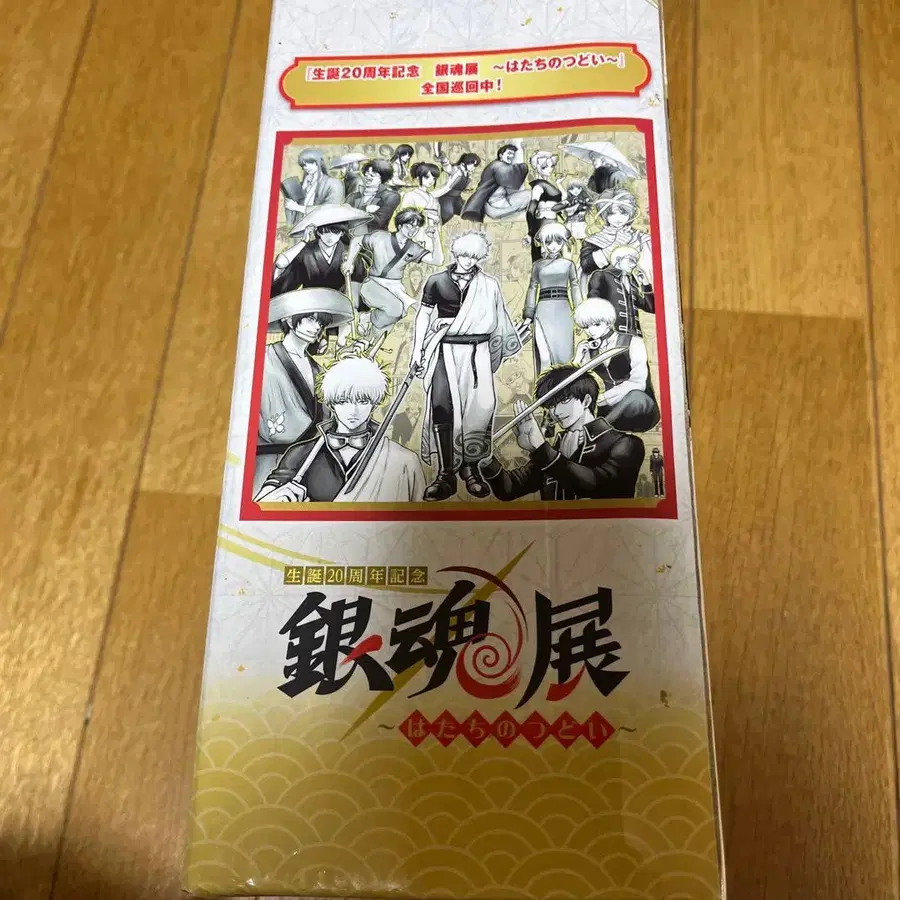 『生誕20周年記念 銀魂展 ～はたちのつどい～』
全国巡回中！
生誕20周年記念
銀魂展
～はたちのつどい～